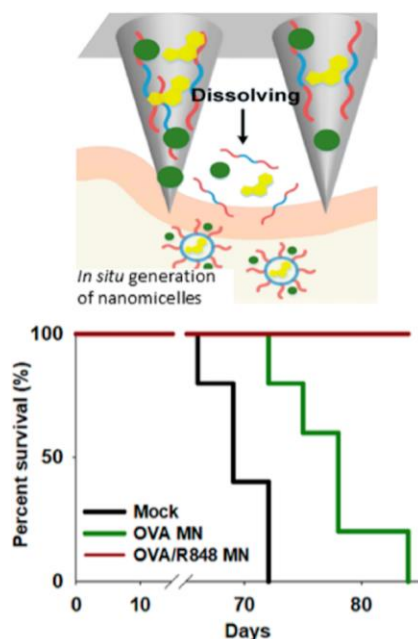 Dissolving
In situ generation
of nanomicelles
Percent survival (%)
100
50
0
Mock
OVA MN
OVA/R848 MN
0
10
70
80
Days